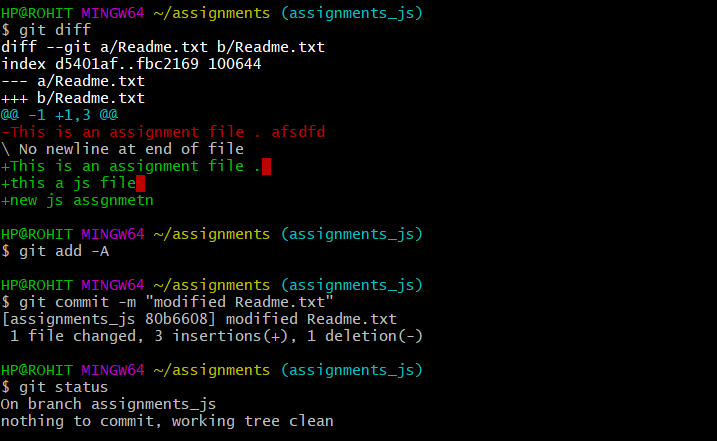 HP@ROHIT MINGW64 ~/assignments (assignments_js)
$ git diff
diff --git a/Readme.txt b/Readme.txt
index d5401af..fbc2169 100644
--- a/Readme.txt
+++ b/Readme.txt
@@ -1 +1,3 @@
-This is an assignment file . afsdfd
\ No newline at end of file
+This is an assignment file .
+this a js file
+new js assgnmetn
HP@ROHIT MINGW64 ~/assignments (assignments_js)
$ git add -A
HP@ROHIT MINGW64 ~/assignments (assignments_js)
$ git commit -m "modified Readme.txt"
[assignments_js 80b6608] modified Readme.txt
 1 file changed, 3 insertions(+), 1 deletion(-)
HP@ROHIT MINGW64 ~/assignments (assignments_js)
$ git status
On branch assignments_js
nothing to commit, working tree clean